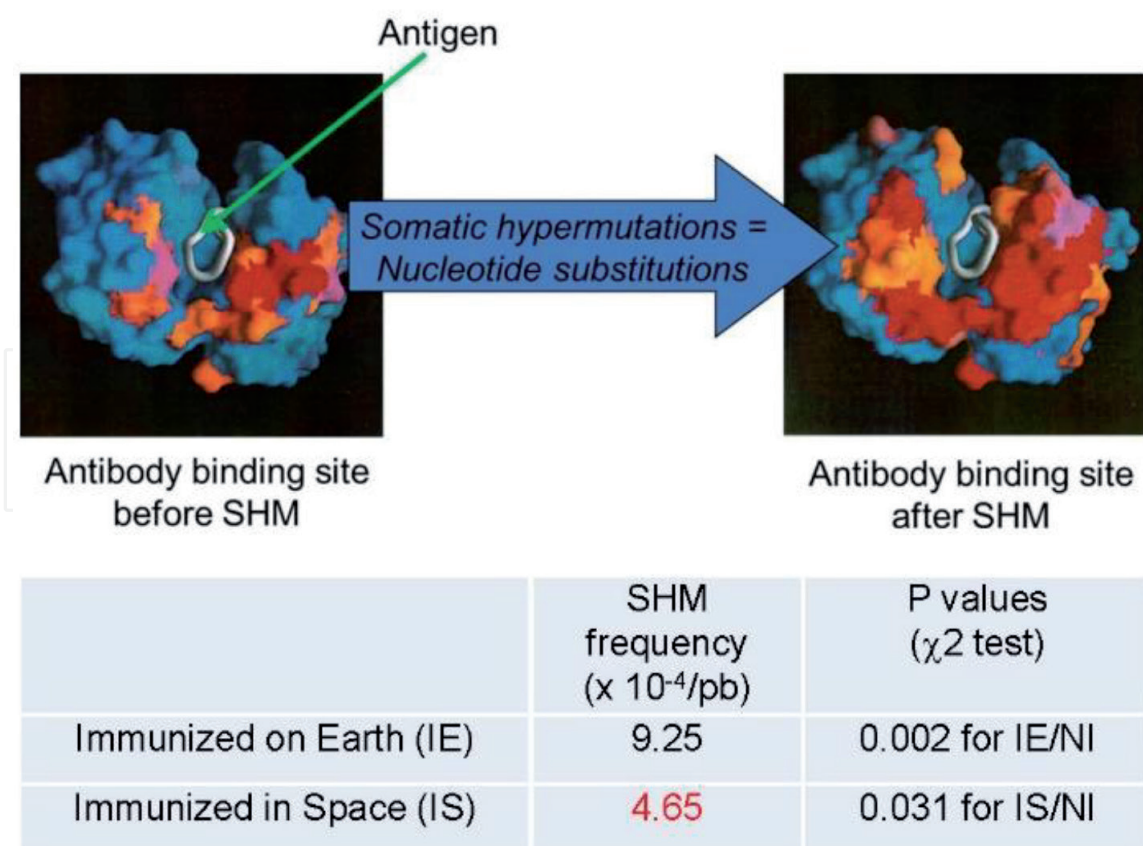 Antigen
Somatic hypermutations =
Nucleotide substitutions
Antibody binding site
before SHM
Antibody binding site
after SHM
SHM
frequency
(x 10⁻⁴/pb)
P values
(χ2 test)
Immunized on Earth (IE)
9.25
0.002 for IE/NI
Immunized in Space (IS)
4.65
0.031 for IS/NI